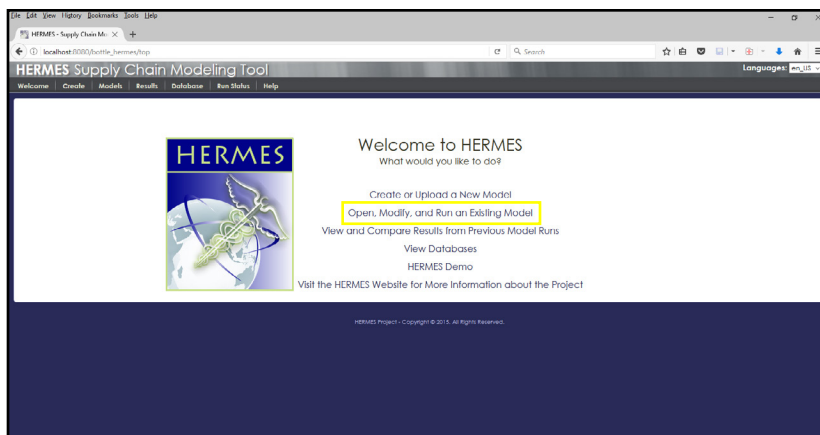 File Edit View History Bookmarks Tools Help
HERMES - Supply Chain Mo
localhost:8080/bottle_hermes/top
Search
HERMES Supply Chain Modeling Tool
Languages: en_US
Welcome Create Models Results Database Run Status Help
HERMES
Welcome to HERMES
What would you like to do?
Create or Upload a New Model
Open, Modify, and Run an Existing Model
View and Compare Results from Previous Model Runs
View Databases
HERMES Demo
Visit the HERMES Website for More Information about the Project
HERMES Project - Copyright © 2015. All Rights Reserved.